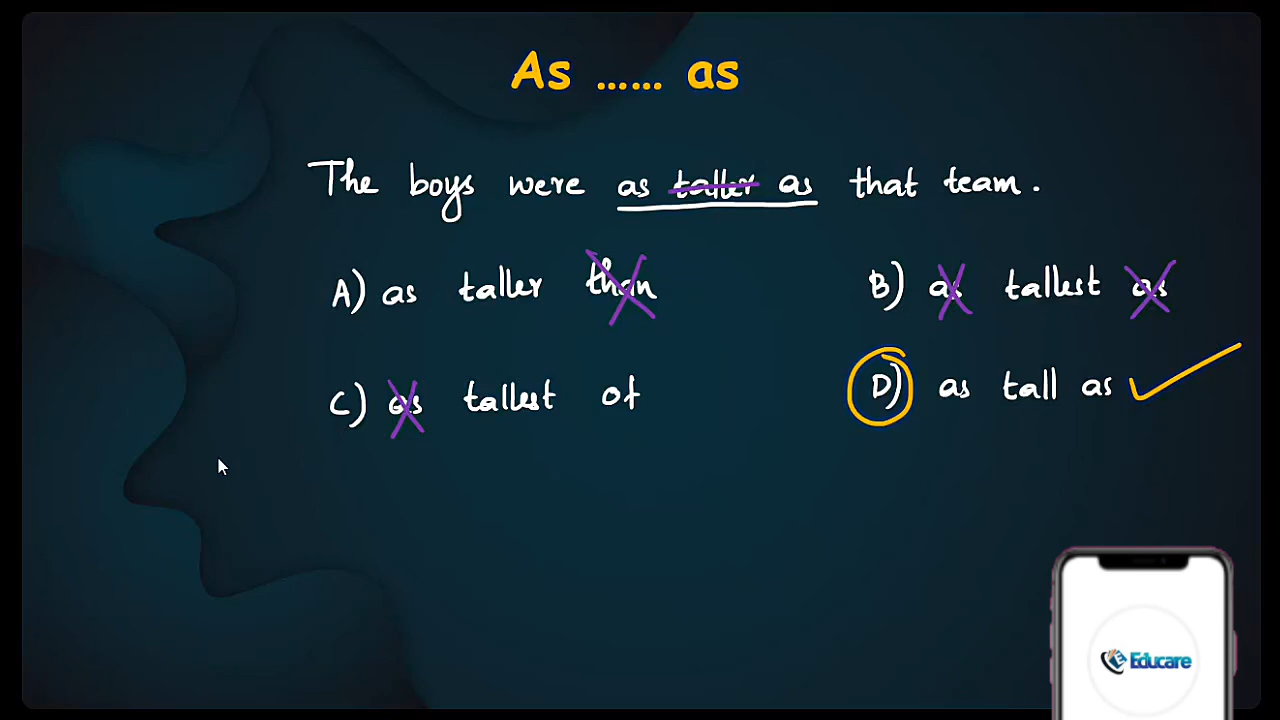 As ...... as
The boys were as taller as that team.
A) as taller than
B) as tallest as
C) as tallest of
D) as tall as
Educare